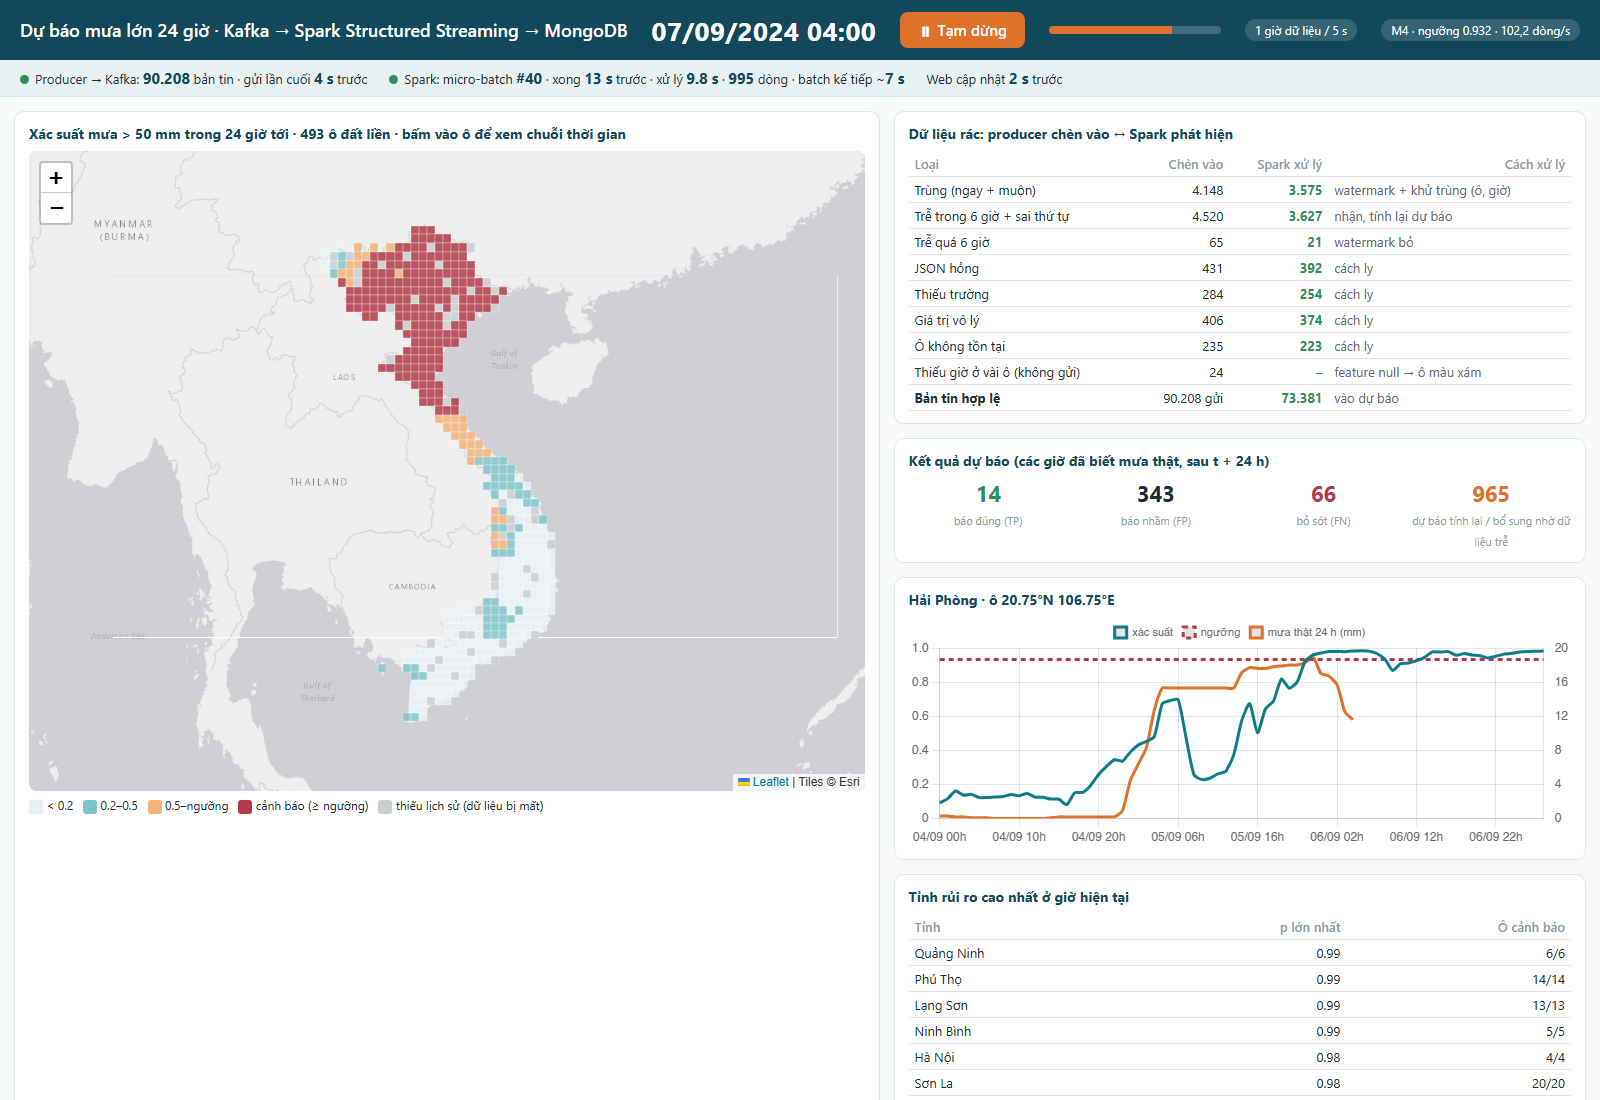 Dự báo mưa lớn 24 giờ · Kafka → Spark Structured Streaming → MongoDB
07/09/2024 04:00
Tạm dừng
1 giờ dữ liệu / 5 s
M4 · ngưỡng 0.932 · 102,2 dòng/s
Producer → Kafka: 90.208 bản tin · gửi lần cuối 4 s trước
Spark: micro-batch #40 · xong 13 s trước · xử lý 9.8 s · 995 dòng · batch kế tiếp ~7 s
Web cập nhật 2 s trước
Xác suất mưa > 50 mm trong 24 giờ tới · 493 ô đất liền · bấm vào ô để xem chuỗi thời gian
+
−
MYANMAR
(BURMA)
LAOS
Gulf of
Tonkin
THAILAND
CAMBODIA
Andaman Sea
Gulf of
Thailand
Leaflet | Tiles © Esri
< 0.2
0.2–0.5
0.5–ngưỡng
cảnh báo (≥ ngưỡng)
thiếu lịch sử (dữ liệu bị mất)
Dữ liệu rác: producer chèn vào ↔ Spark phát hiện
Loại Chèn vào Spark xử lý Cách xử lý
Trùng (ngay + muộn) 4.148 3.575 watermark + khử trùng (ô, giờ)
Trễ trong 6 giờ + sai thứ tự 4.520 3.627 nhận, tính lại dự báo
Trễ quá 6 giờ 65 21 watermark bỏ
JSON hỏng 431 392 cách ly
Thiếu trường 284 254 cách ly
Giá trị vô lý 406 374 cách ly
Ô không tồn tại 235 223 cách ly
Thiếu giờ ở vài ô (không gửi) 24 – feature null → ô màu xám
Bản tin hợp lệ 90.208 gửi 73.381 vào dự báo
Kết quả dự báo (các giờ đã biết mưa thật, sau t + 24 h)
14 343 66 965
báo đúng (TP) báo nhầm (FP) bỏ sót (FN) dự báo tính lại / bổ sung nhờ dữ
liệu trễ
Hải Phòng · ô 20.75°N 106.75°E
xác suất ngưỡng mưa thật 24 h (mm)
1.0 20
0.8 16
0.6 12
0.4 8
0.2 4
0 0
04/09 00h 04/09 10h 04/09 20h 05/09 06h 05/09 16h 06/09 02h 06/09 12h 06/09 22h
Tỉnh rủi ro cao nhất ở giờ hiện tại
Tỉnh p lớn nhất Ô cảnh báo
Quảng Ninh 0.99 6/6
Phú Thọ 0.99 14/14
Lạng Sơn 0.99 13/13
Ninh Bình 0.99 5/5
Hà Nội 0.98 4/4
Sơn La 0.98 20/20